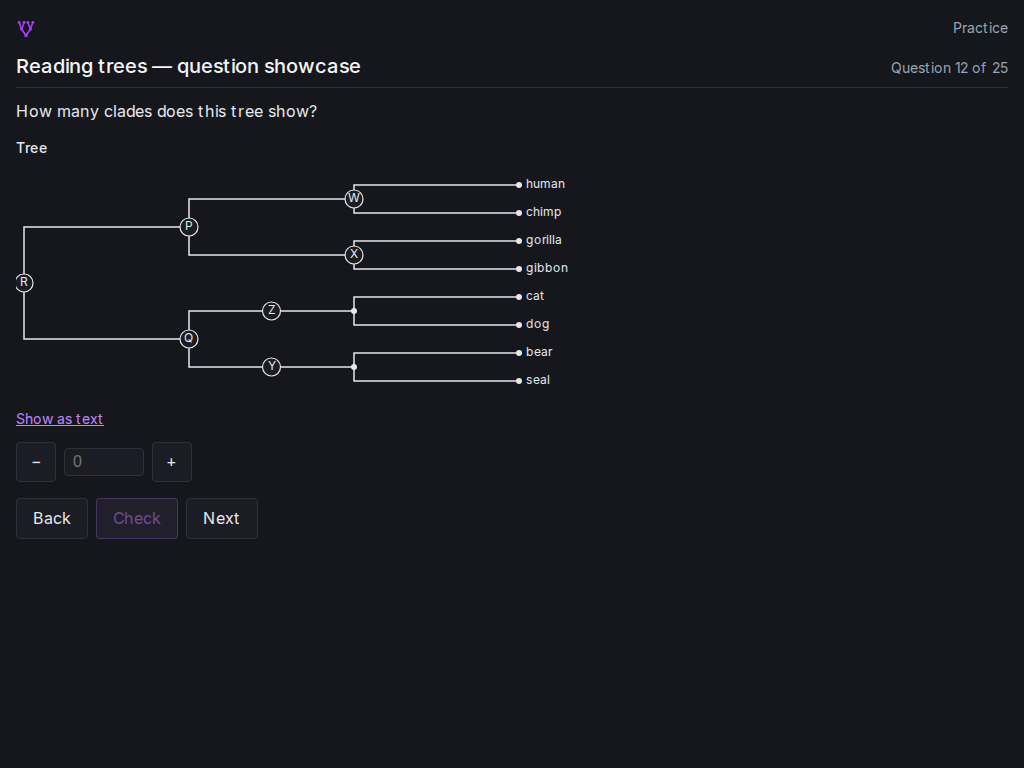 Practice
Reading trees — question showcase
Question 12 of 25
How many clades does this tree show?
Tree
human
W
chimp
P
gorilla
X
gibbon
R
cat
Z
dog
Q
bear
Y
seal
Show as text
− 0 +
Back Check Next